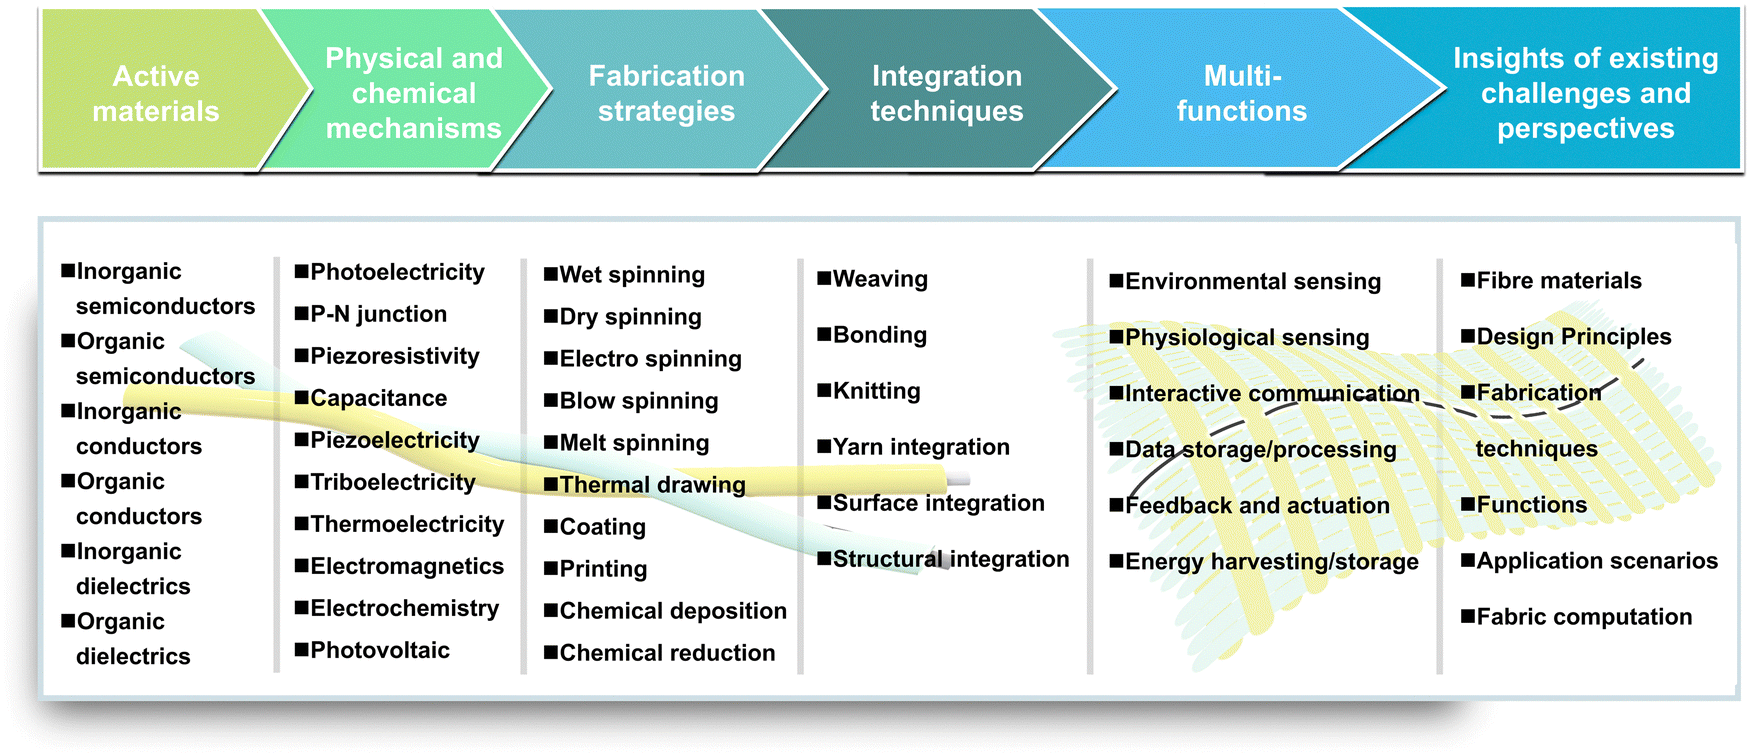 Active
materials
Physical and
chemical
mechanisms
Fabrication
strategies
Integration
techniques
Multi-
functions
Insights of existing
challenges and
perspectives
■Inorganic
semiconductors
■Organic
semiconductors
■Inorganic
conductors
■Organic
conductors
■Inorganic
dielectrics
■Organic
dielectrics
■Photoelectricity
■P-N junction
■Piezoresistivity
■Capacitance
■Piezoelectricity
■Triboelectricity
■Thermoelectricity
■Electromagnetics
■Electrochemistry
■Photovoltaic
■Wet spinning
■Dry spinning
■Electro spinning
■Blow spinning
■Melt spinning
■Thermal drawing
■Coating
■Printing
■Chemical deposition
■Chemical reduction
■Weaving
■Bonding
■Knitting
■Yarn integration
■Surface integration
■Structural integration
■Environmental sensing
■Physiological sensing
■Interactive communication
■Data storage/processing
■Feedback and actuation
■Energy harvesting/storage
■Fibre materials
■Design Principles
■Fabrication
techniques
■Functions
■Application scenarios
■Fabric computation